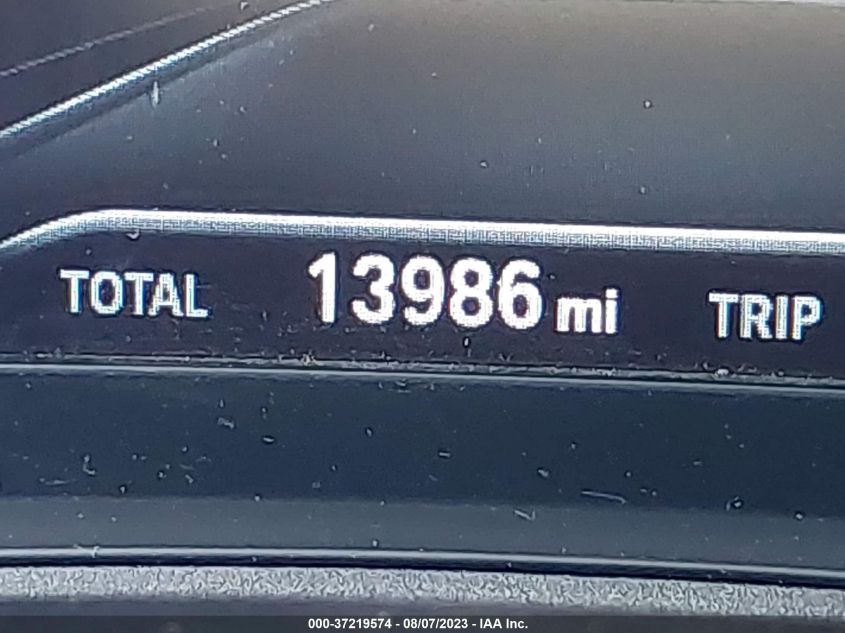 TOTAL 13986 mi TRIP
000-37219574 - 08/07/2023 - IAA Inc.